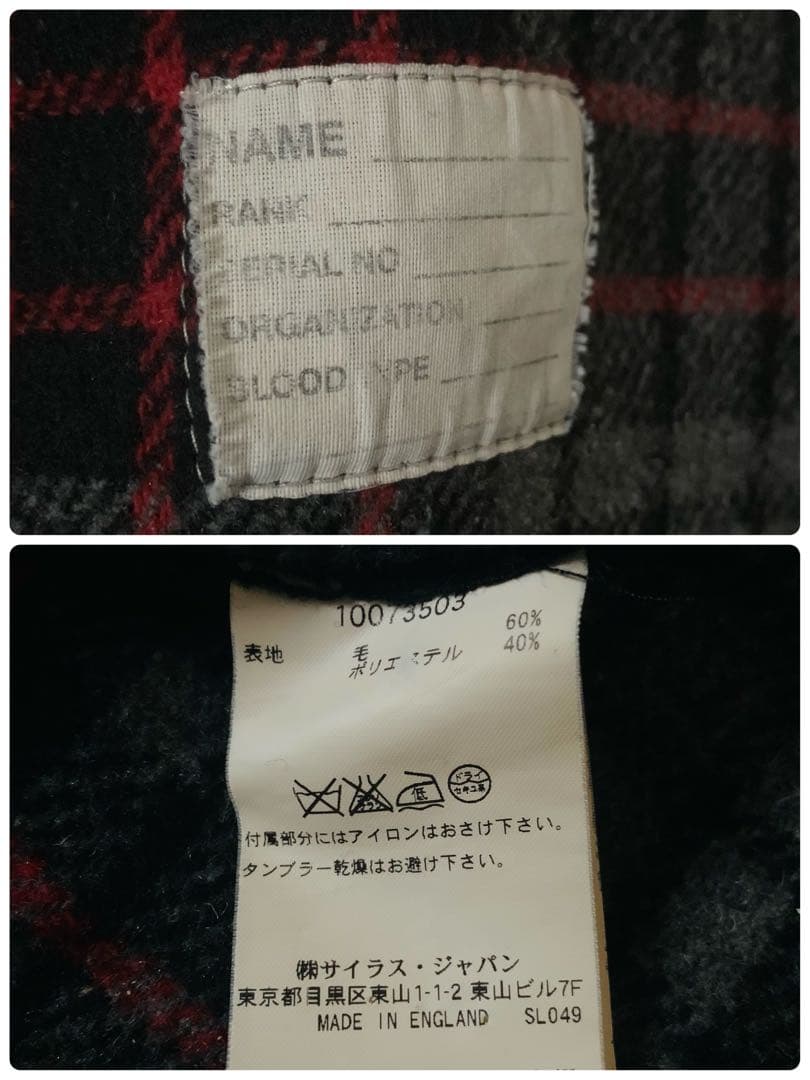 NAME
RANK
SERIAL NO
ORGANIZATION
BLOOD TYPE
10073503
表地 毛 60%
ポリエステル 40%
低
ドライ
セキユ系
付属部分にはアイロンはおさけ下さい。
タンブラー乾燥はお避け下さい。
㈱サイラス・ジャパン
東京都目黒区東山1-1-2 東山ビル7F
MADE IN ENGLAND SL049